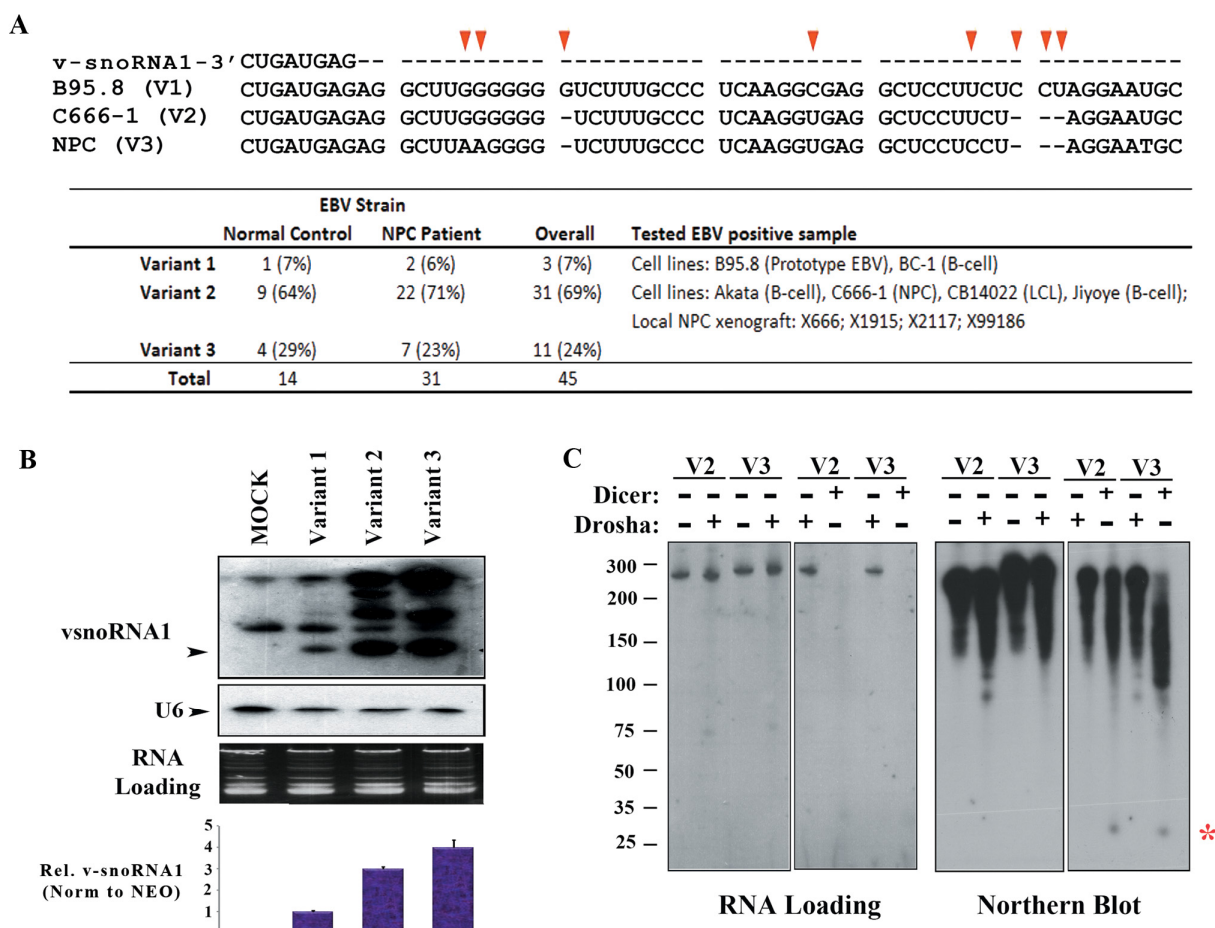 A
v-snoRNA1-3’CUGAUGAG-- ---------- ---------- ---------- ---------- ----------
B95.8 (V1) CUGAUGAGAG GCUUGGGGGG GUCUUUGCCC UCAAGGCGAG GCUCCUUCUC CUAGGAAUGC
C666-1 (V2) CUGAUGAGAG GCUUGGGGGG -UCUUUGCCC UCAAGGUGAG GCUCCUUCU- --AGGAAUGC
NPC (V3) CUGAUGAGAG GCUUAAGGGG -UCUUUGCCC UCAAGGUGAG GCUCCUCCU- --AGGAATGC
EBV Strain
Normal Control NPC Patient Overall Tested EBV positive sample
Variant 1 1 (7%) 2 (6%) 3 (7%) Cell lines: B95.8 (Prototype EBV), BC-1 (B-cell)
Variant 2 9 (64%) 22 (71%) 31 (69%) Cell lines: Akata (B-cell), C666-1 (NPC), CB14022 (LCL), Jiyoye (B-cell);
Local NPC xenograft: X666; X1915; X2117; X99186
Variant 3 4 (29%) 7 (23%) 11 (24%)
Total 14 31 45
B
MOCK
Variant 1
Variant 2
Variant 3
vsnoRNA1
U6
RNA
Loading
5
4
3
2
1
Rel. v-snoRNA1
(Norm to NEO)
C
V2 V3 V2 V3 V2 V3 V2 V3
Dicer: - - - - - + - + - - - - - + - +
Drosha: - + - + + - + - - + - + + - + -
300
200
150
100
75
50
35
25
*
RNA Loading Northern Blot